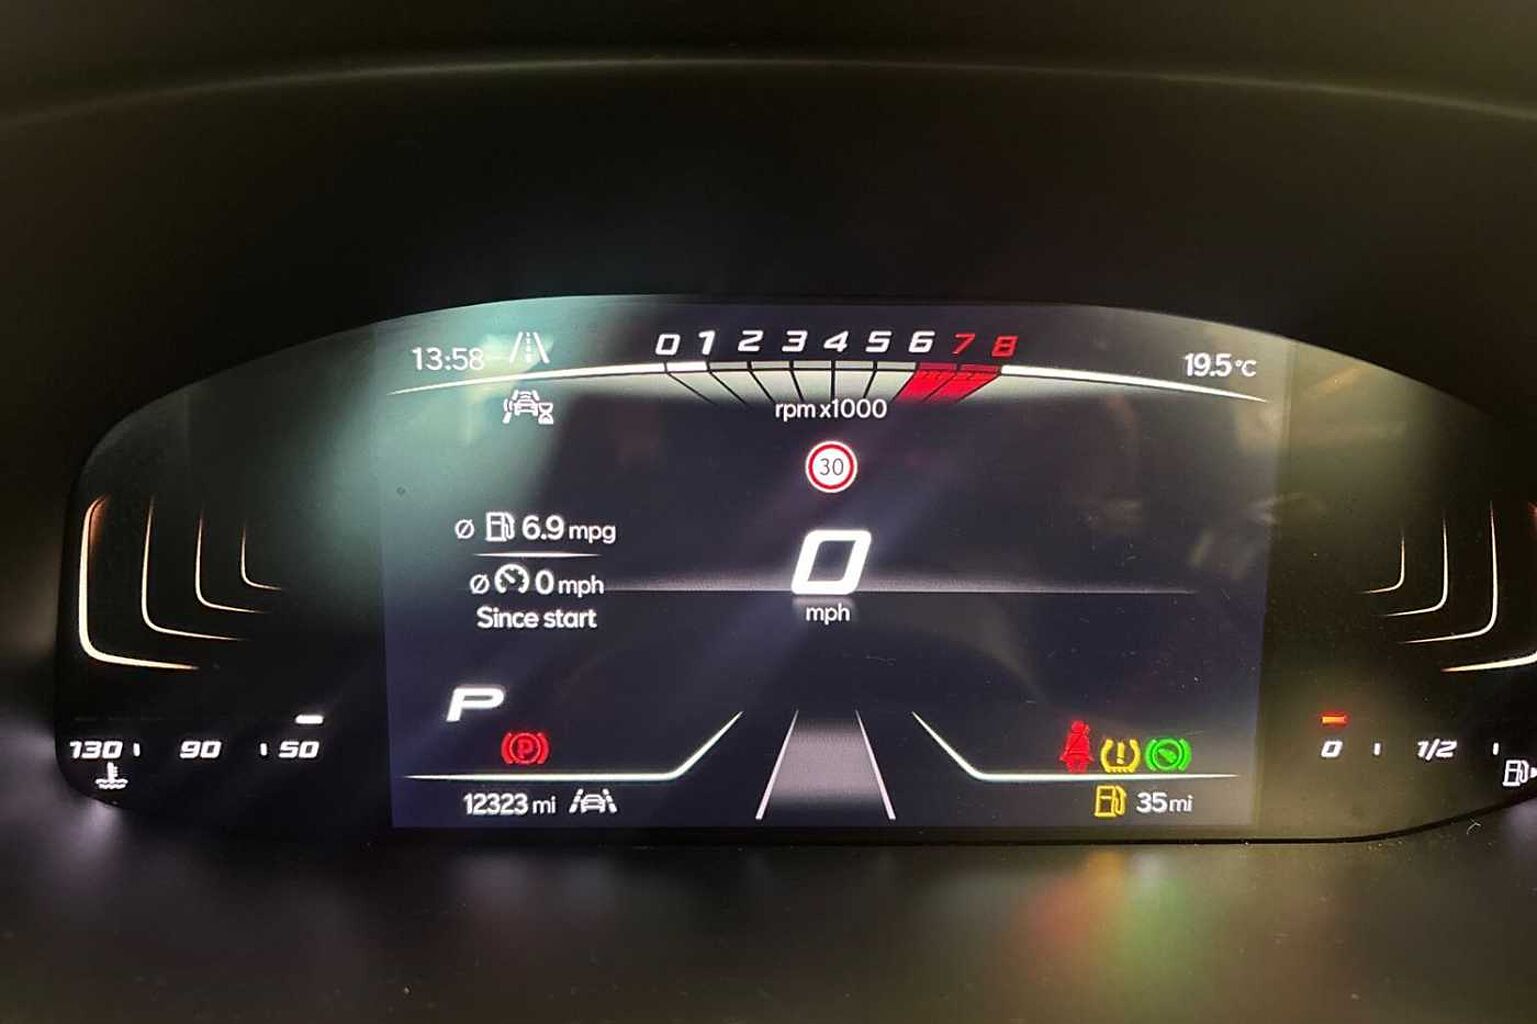 13:58
0 1 2 3 4 5 6 7 8
19.5°C
rpm x1000
30
Ø 6.9 mpg
Ø 0 mph
Since start
0
mph
P
P
130 90 50
0 1/2
12323 mi
35 mi